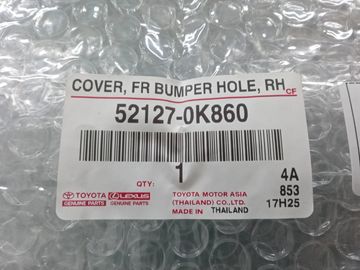 COVER, FR BUMPER HOLE, RH CF
52127-0K860
1
QTY:
4A
853
17H25
TOYOTA
GENUINE PARTS
LEXUS
GENUINE PARTS
TOYOTA MOTOR ASIA
(THAILAND) CO.,LTD.
MADE IN THAILAND